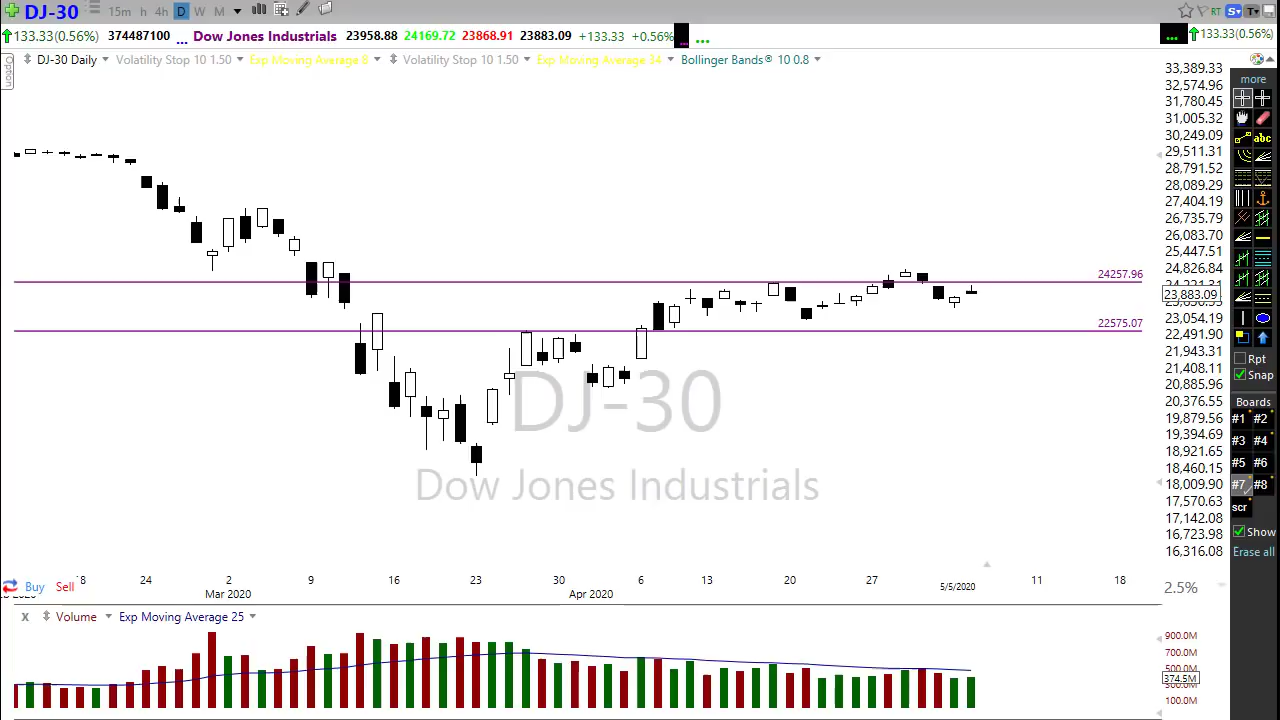 DJ-30 15m h 4h D W M RT S T
133.33(0.56%) 374487100 ... Dow Jones Industrials 23958.88 24169.72 23868.91 23883.09 +133.33 +0.56% ... ... ... 133.33(0.56%)
Option
DJ-30 Daily Volatility Stop 10 1.50 Exp Moving Average 8 Volatility Stop 10 1.50 Exp Moving Average 34 Bollinger Bands® 10 0.8
33,389.33
32,574.96
31,780.45
31,005.32
30,249.09
29,511.31
28,791.52
28,089.29
27,404.19
26,735.79
26,083.70
25,447.51
24,826.84
23,883.09
23,054.19
22,491.90
21,943.31
21,408.11
20,885.96
20,376.55
19,879.56
19,394.69
18,921.65
18,460.15
18,009.90
17,570.63
17,142.08
16,723.98
16,316.08
24257.96
22575.07
DJ-30
Dow Jones Industrials
more
abc
Rpt
Snap
Boards
#1 #2
#3 #4
#5 #6
#7 #8
scr
Show
Erase all
8 24 2 9 16 23 30 6 13 20 27 5/5/2020 11 18
Mar 2020 Apr 2020
Buy Sell
2.5%
X Volume Exp Moving Average 25
900.0M
700.0M
500.0M
374.5M
300.0M
100.0M